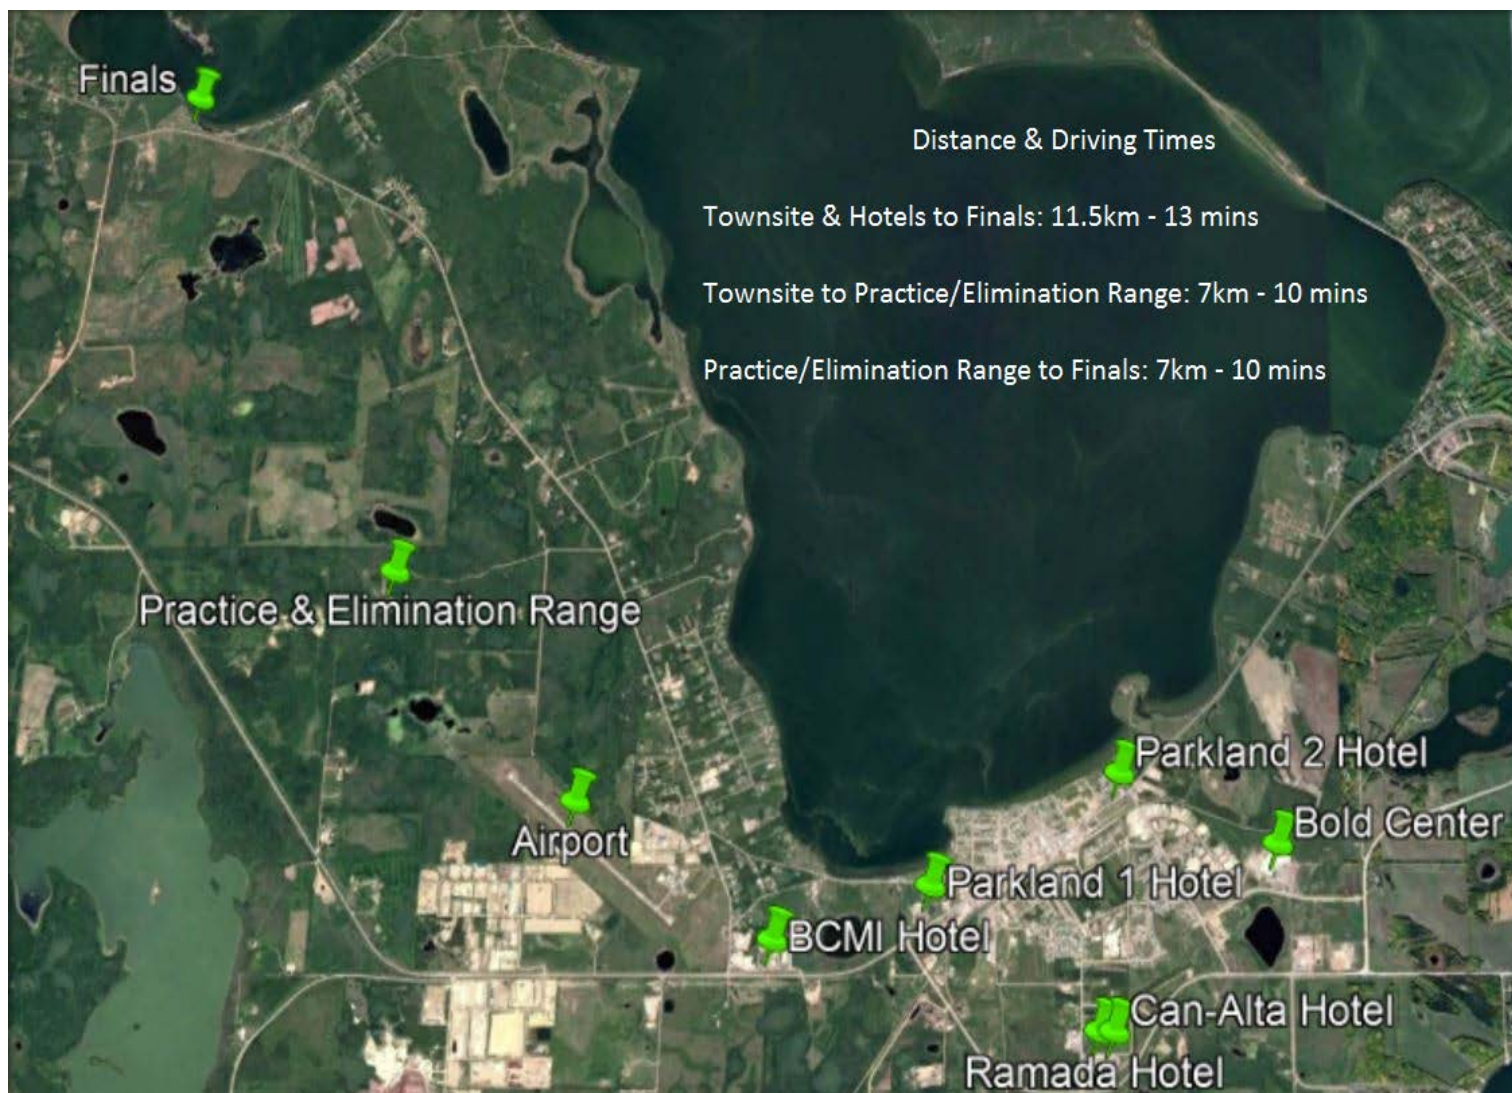 Finals
Distance & Driving Times
Townsite & Hotels to Finals: 11.5km - 13 mins
Townsite to Practice/Elimination Range: 7km - 10 mins
Practice/Elimination Range to Finals: 7km - 10 mins
Practice & Elimination Range
Parkland 2 Hotel
Bold Center
Airport
Parkland 1 Hotel
BCMI Hotel
Can-Alta Hotel
Ramada Hotel